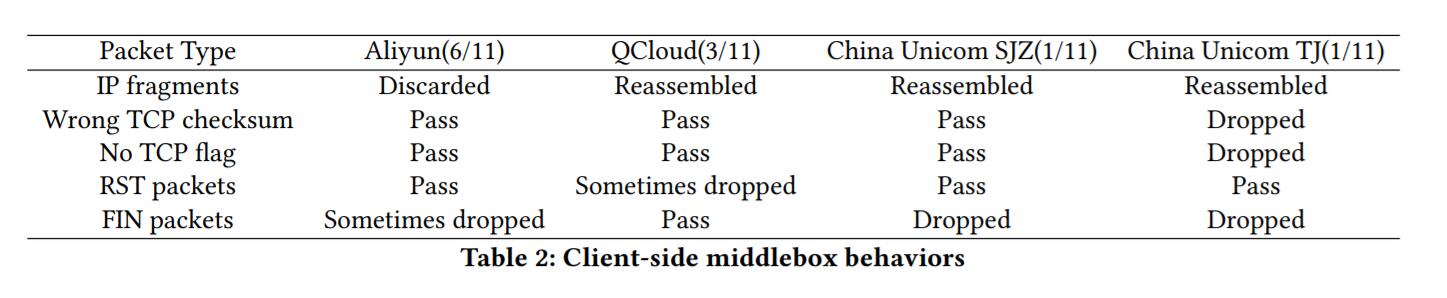 Packet Type Aliyun(6/11) QCloud(3/11) China Unicom SJZ(1/11) China Unicom TJ(1/11)
IP fragments Discarded Reassembled Reassembled Reassembled
Wrong TCP checksum Pass Pass Pass Dropped
No TCP flag Pass Pass Pass Dropped
RST packets Pass Sometimes dropped Pass Pass
FIN packets Sometimes dropped Pass Dropped Dropped
Table 2: Client-side middlebox behaviors